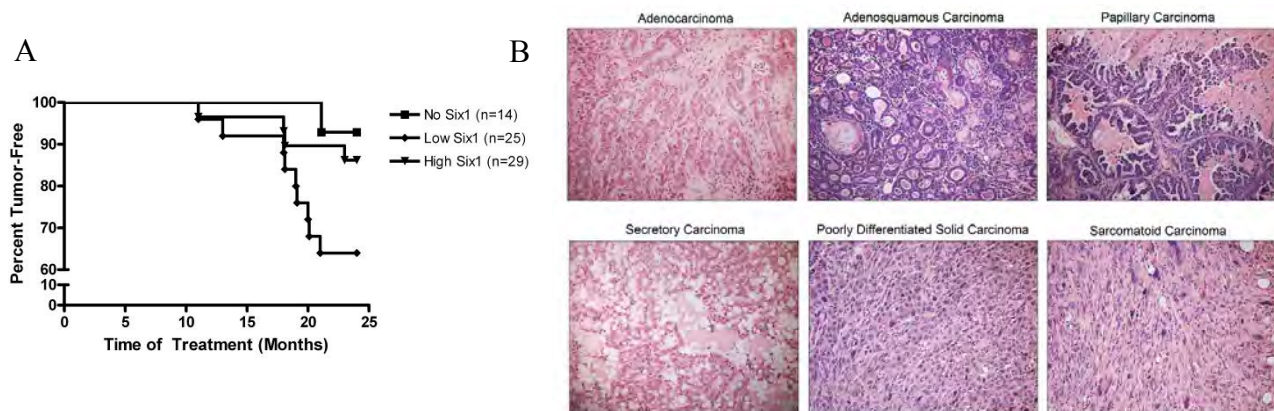 A
Percent Tumor-Free
100
90
80
70
60
10
0
0 5 10 15 20 25
Time of Treatment (Months)
No Six1 (n=14)
Low Six1 (n=25)
High Six1 (n=29)
B
Adenocarcinoma
Adenosquamous Carcinoma
Papillary Carcinoma
Secretory Carcinoma
Poorly Differentiated Solid Carcinoma
Sarcomatoid Carcinoma